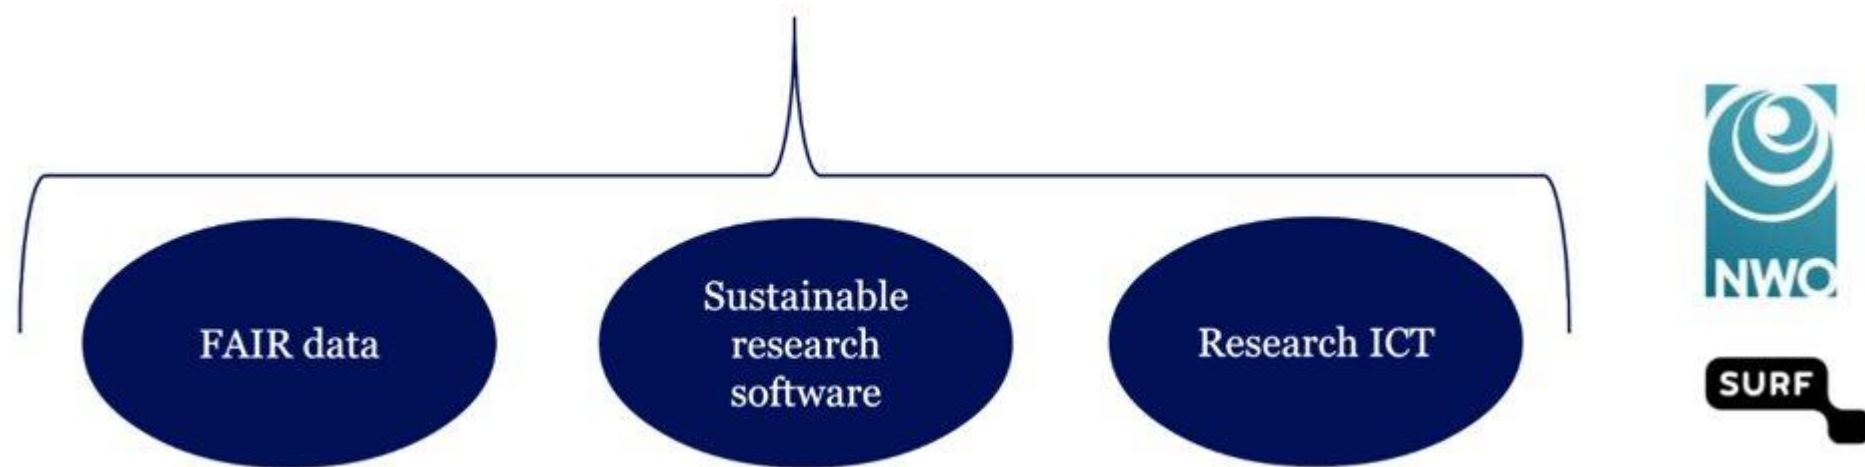 FAIR data
Sustainable
research
software
Research ICT
NWO
SURF